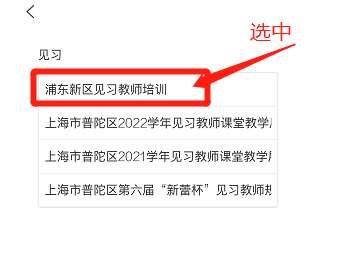 选中
见习
浦东新区见习教师培训
上海市普陀区2022学年见习教师课堂教学
上海市普陀区2021学年见习教师课堂教学
上海市普陀区第六届“新蕾杯”见习教师规